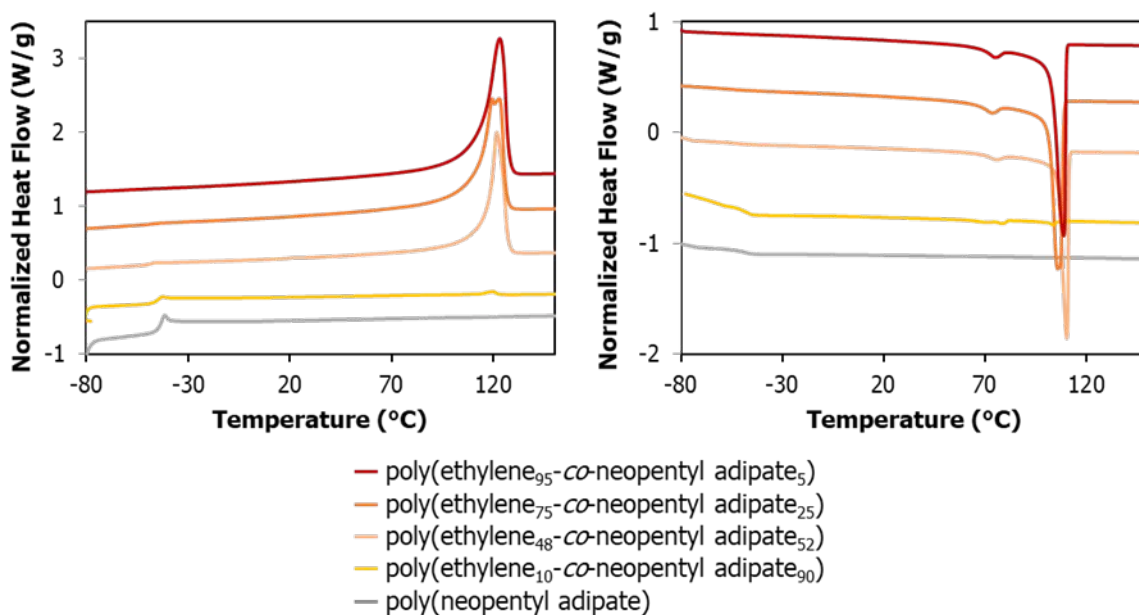 Normalized Heat Flow (W/g)
3
2
1
0
-1
-80 -30 20 70 120
Temperature (°C)
Normalized Heat Flow (W/g)
1
0
-1
-2
-80 -30 20 70 120
Temperature (°C)
poly(ethylene₉₅-co-neopentyl adipate₅)
poly(ethylene₇₅-co-neopentyl adipate₂₅)
poly(ethylene₄₈-co-neopentyl adipate₅₂)
poly(ethylene₁₀-co-neopentyl adipate₉₀)
poly(neopentyl adipate)